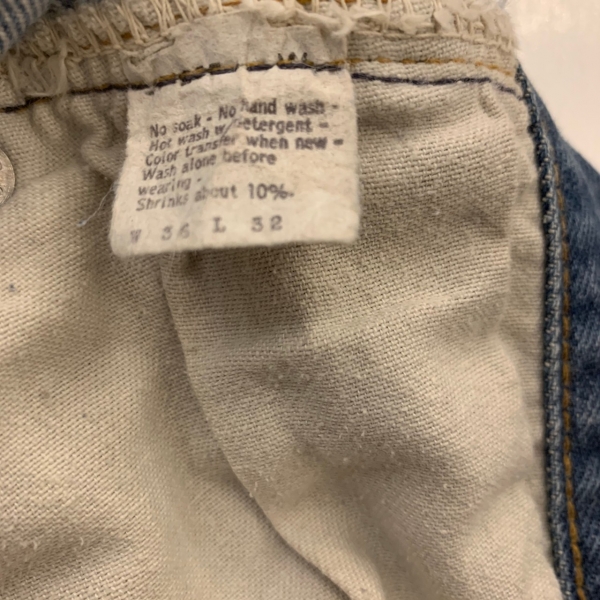 No soak - No hand wash -
Hot wash w/detergent -
Color transfer when new -
Wash alone before
wearing -
Shrinks about 10%.
W 36 L 32